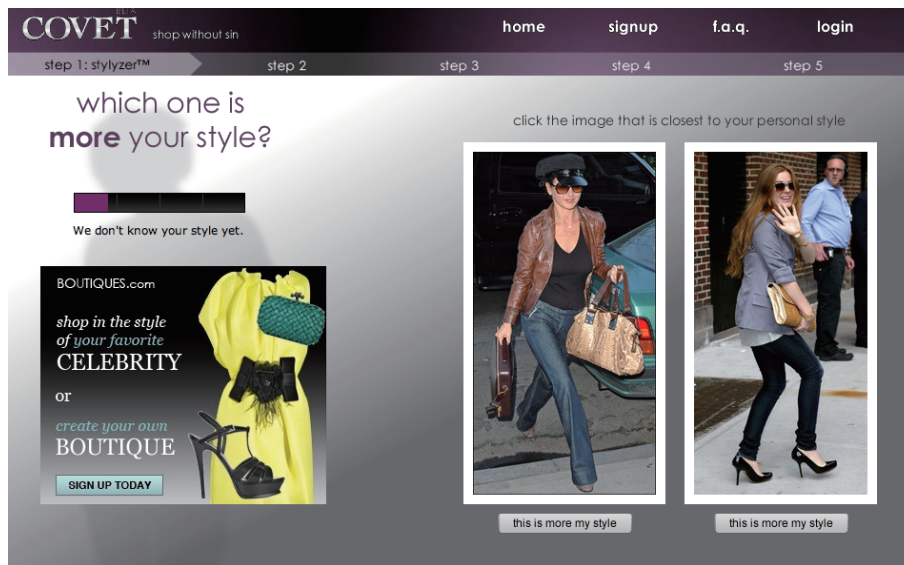 BETA
COVET shop without sin
home signup f.a.q. login
step 1: stylyzer™ step 2 step 3 step 4 step 5
which one is
more your style?
We don't know your style yet.
BOUTIQUES.com
shop in the style
of your favorite
CELEBRITY
or
create your own
BOUTIQUE
SIGN UP TODAY
click the image that is closest to your personal style
this is more my style
this is more my style